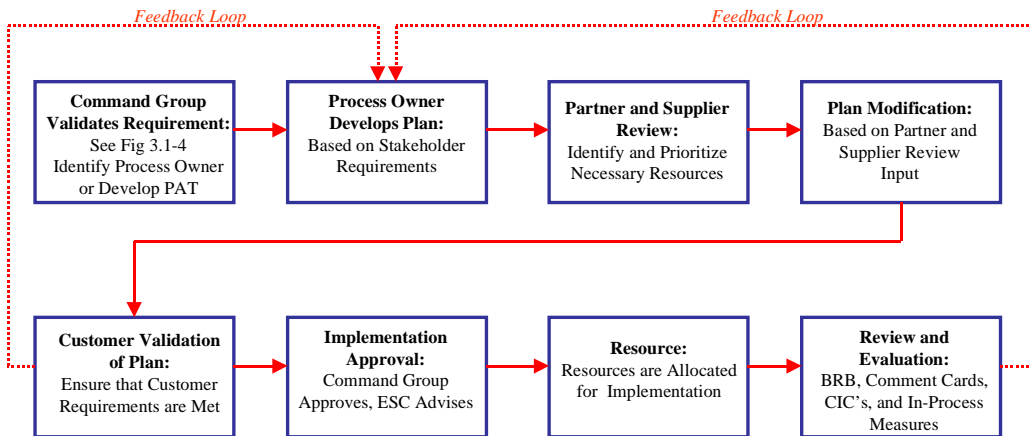 Feedback Loop
Feedback Loop
Command Group
Validates Requirement:
See Fig 3.1-4
Identify Process Owner
or Develop PAT
Process Owner
Develops Plan:
Based on Stakeholder
Requirements
Partner and Supplier
Review:
Identify and Prioritize
Necessary Resources
Plan Modification:
Based on Partner and
Supplier Review
Input
Customer Validation
of Plan:
Ensure that Customer
Requirements are Met
Implementation
Approval:
Command Group
Approves, ESC Advises
Resource:
Resources are Allocated
for Implementation
Review and
Evaluation:
BRB, Comment Cards,
CIC's, and In-Process
Measures